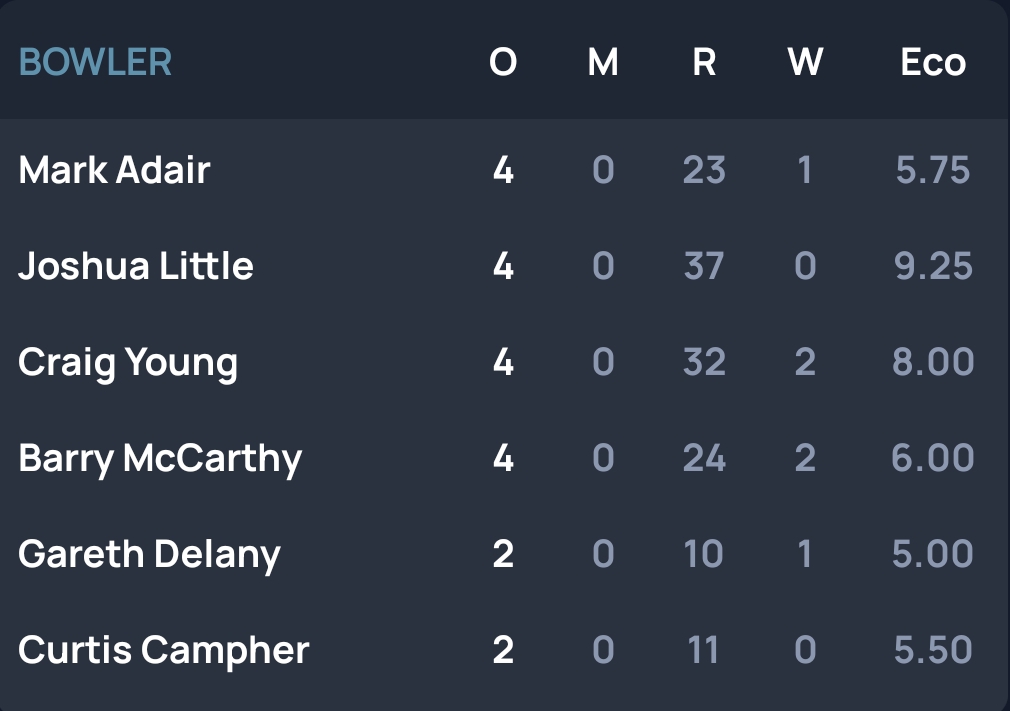 BOWLER O M R W Eco
Mark Adair 4 0 23 1 5.75
Joshua Little 4 0 37 0 9.25
Craig Young 4 0 32 2 8.00
Barry McCarthy 4 0 24 2 6.00
Gareth Delany 2 0 10 1 5.00
Curtis Campher 2 0 11 0 5.50